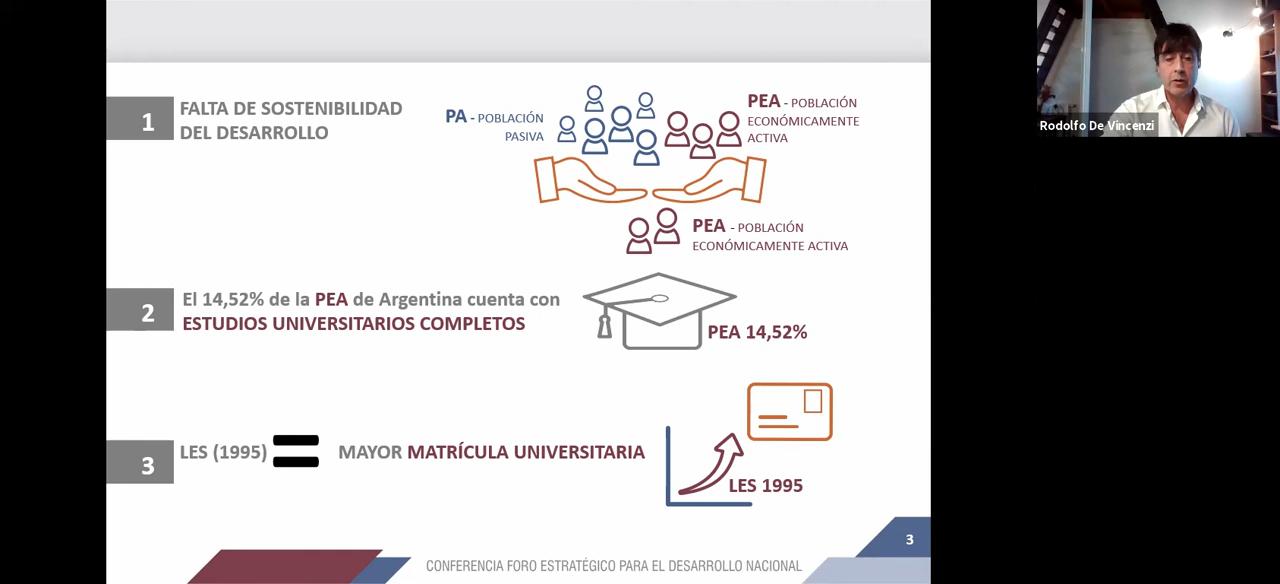 1
FALTA DE SOSTENIBILIDAD
DEL DESARROLLO
PA - POBLACIÓN
PASIVA
PEA - POBLACIÓN
ECONÓMICAMENTE
ACTIVA
PEA - POBLACIÓN
ECONÓMICAMENTE ACTIVA
2
El 14,52% de la PEA de Argentina cuenta con
ESTUDIOS UNIVERSITARIOS COMPLETOS
PEA 14,52%
3
LES (1995) = MAYOR MATRÍCULA UNIVERSITARIA
LES 1995
CONFERENCIA FORO ESTRATÉGICO PARA EL DESARROLLO NACIONAL
3
Rodolfo De Vincenzi